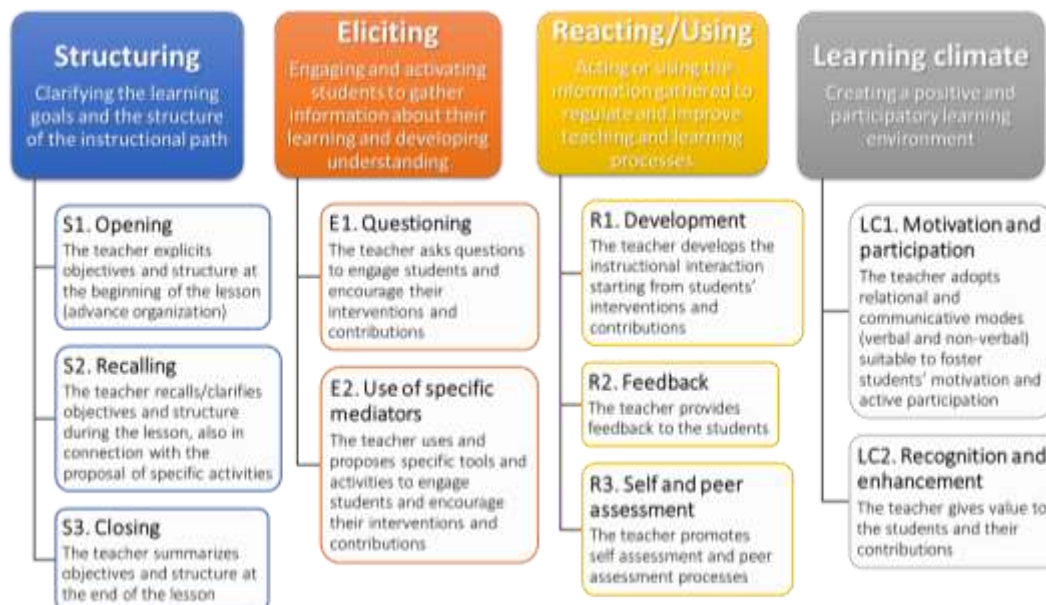 Structuring
Clarifying the learning
goals and the structure
of the instructional path
S1. Opening
The teacher explicits
objectives and structure at
the beginning of the lesson
(advance organization)
S2. Recalling
The teacher recalls/clarifies
objectives and structure
during the lesson, also in
connection with the
proposal of specific activities
S3. Closing
The teacher summarizes
objectives and structure at
the end of the lesson
Eliciting
Engaging and activating
students to gather
information about their
learning and developing
understanding
E1. Questioning
The teacher asks questions
to engage students and
encourage their
interventions and
contributions
E2. Use of specific
mediators
The teacher uses and
proposes specific tools and
activities to engage
students and encourage
their interventions and
contributions
Reacting/Using
Acting or using the
information gathered to
regulate and improve
teaching and learning
processes
R1. Development
The teacher develops the
instructional interaction
starting from students'
interventions and
contributions
R2. Feedback
The teacher provides
feedback to the students
R3. Self and peer
assessment
The teacher promotes
self assessment and peer
assessment processes
Learning climate
Creating a positive and
participatory learning
environment
LC1. Motivation and
participation
The teacher adopts
relational and
communicative modes
(verbal and non-verbal)
suitable to foster
students' motivation and
active participation
LC2. Recognition and
enhancement
The teacher gives value to
the students and their
contributions